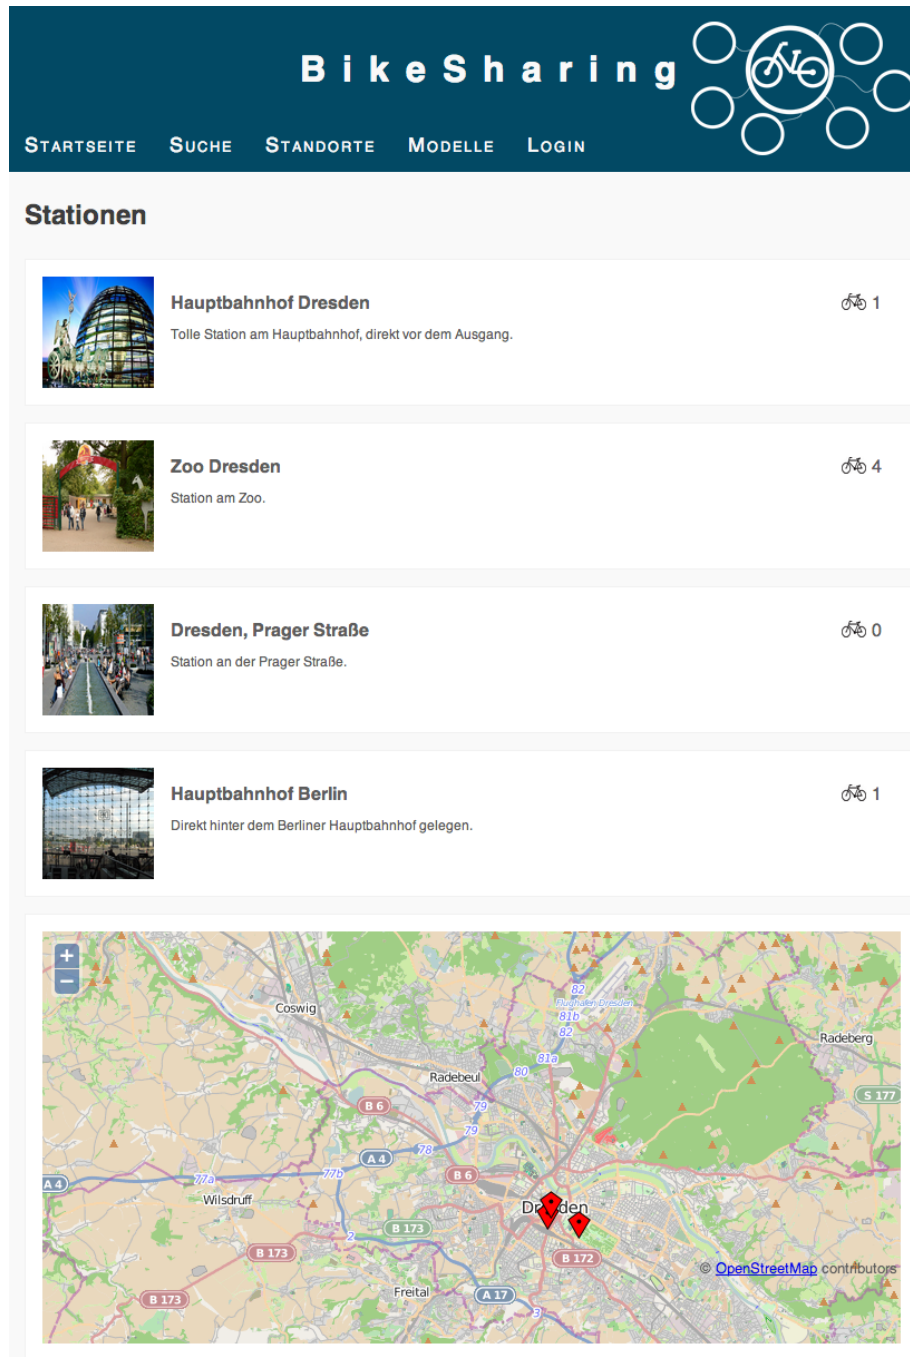 BikeSharing
STARTSEITE SUCHE STANDORTE MODELLE LOGIN
Stationen
Hauptbahnhof Dresden 1
Tolle Station am Hauptbahnhof, direkt vor dem Ausgang.
Zoo Dresden 4
Station am Zoo.
Dresden, Prager Straße 0
Station an der Prager Straße.
Hauptbahnhof Berlin 1
Direkt hinter dem Berliner Hauptbahnhof gelegen.
+
−
82
Flughafen Dresden
Coswig
81b
82
Radeberg
81a
80
Radebeul
S 177
B 6
79
79
78
A 4
77b
77a
A 4
B 6
Wilsdruff
Dresden
B 173
2
B 173
B 172
© OpenStreetMap contributors
Freital
A 17
B 173
3